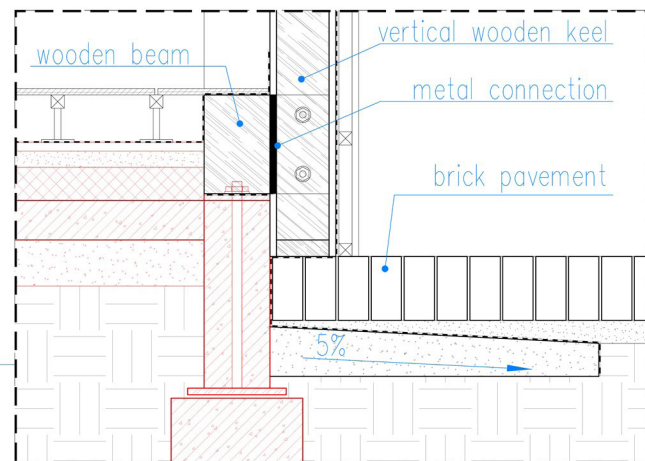 vertical wooden keel
wooden beam
metal connection
brick pavement
5%